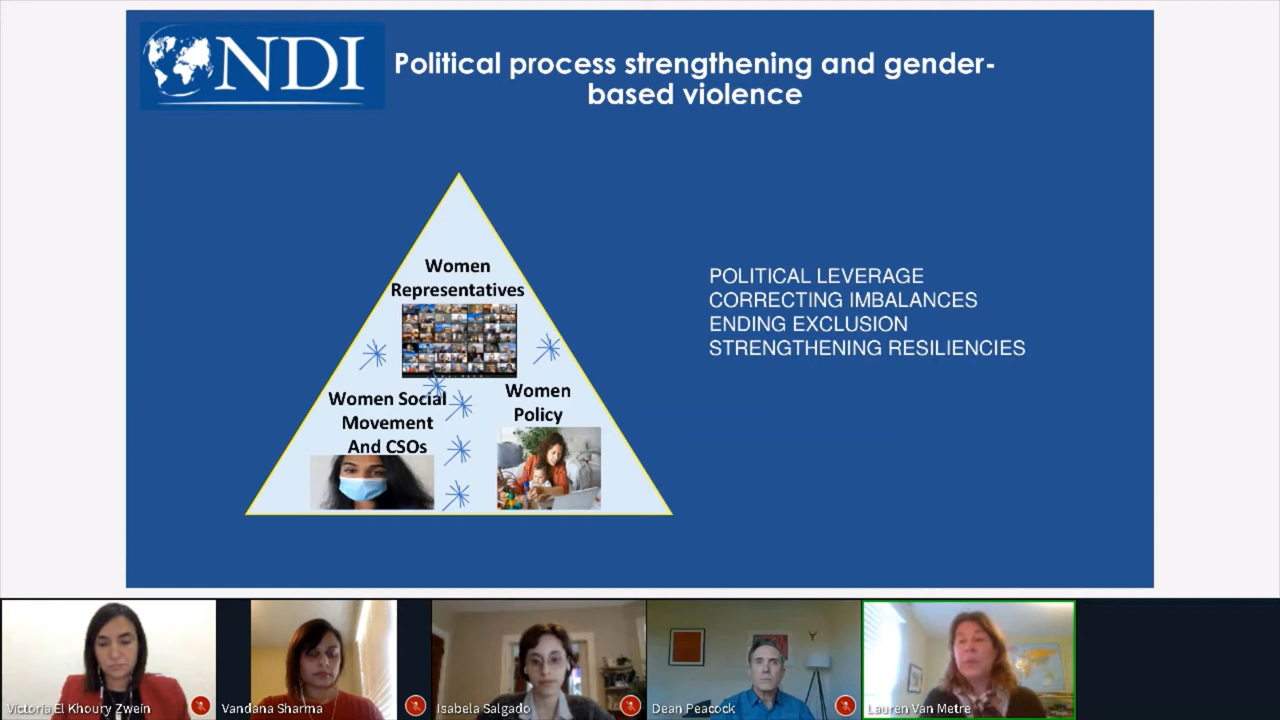 NDI
Political process strengthening and gender-
based violence
Women
Representatives
Women Social
Movement
And CSOs
Women
Policy
POLITICAL LEVERAGE
CORRECTING IMBALANCES
ENDING EXCLUSION
STRENGTHENING RESILIENCIES
Victoria El Khoury Zwein
Vandana Sharma
Isabela Salgado
Dean Peacock
Lauren Van Metre